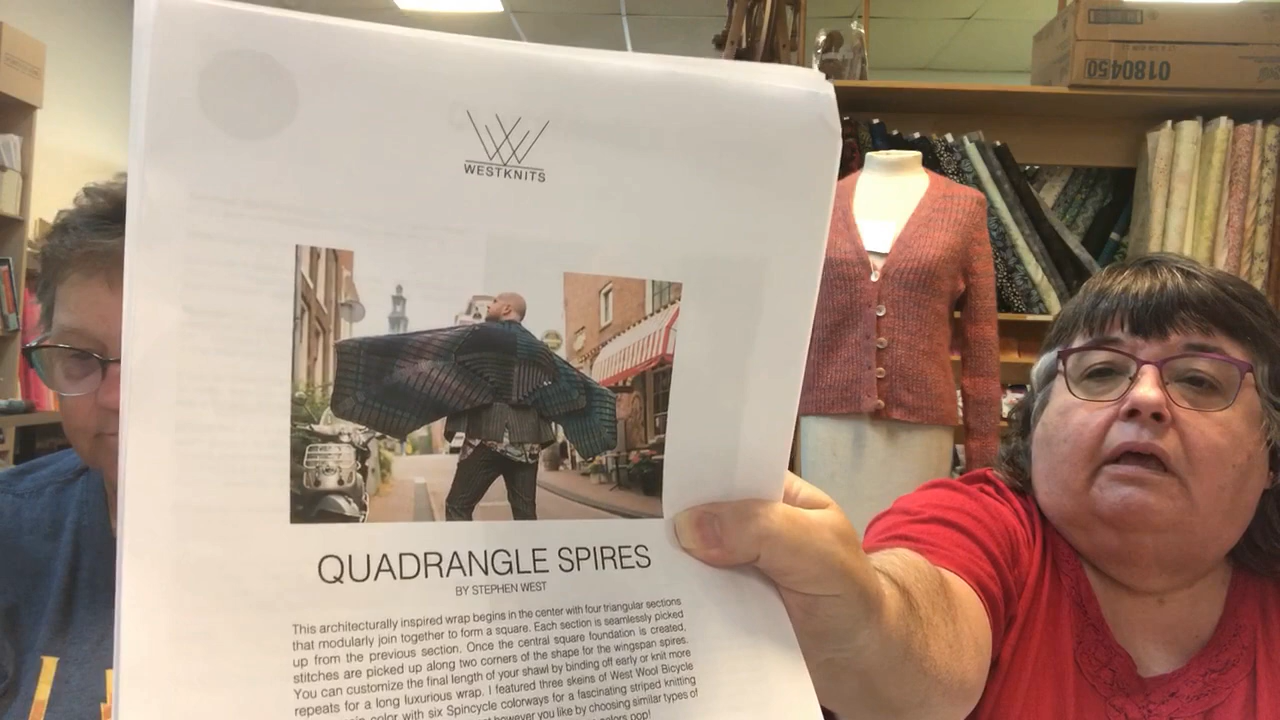 0180450
WESTKNITS
QUADRANGLE SPIRES
BY STEPHEN WEST
This architecturally inspired wrap begins in the center with four triangular sections
that modularly join together to form a square. Each section is seamlessly picked
up from the previous section. Once the central square foundation is created,
stitches are picked up along two corners of the shape for the wingspan spires.
You can customize the final length of your shawl by binding off early or knit more
repeats for a long luxurious wrap. I featured three skeins of West Wool Bicycle
color with six Spincycle colorways for a fascinating striped knitting
however you like by choosing similar types of
colors pop!